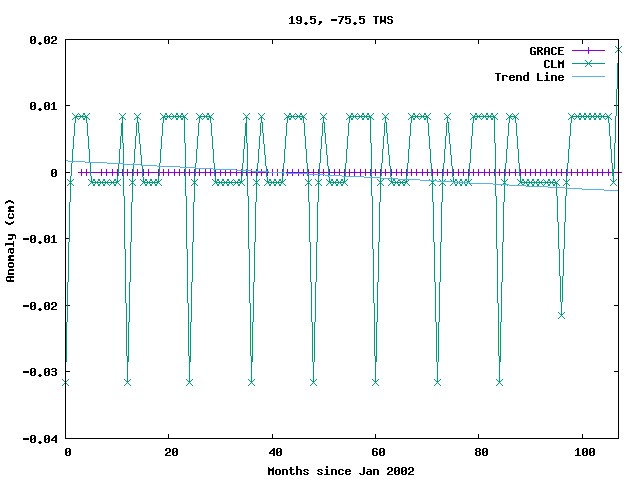 19.5, -75.5 TWS
0.02
GRACE
CLM
Trend Line
0.01
0
-0.01
Anomaly (cm)
-0.02
-0.03
-0.04
0 20 40 60 80 100
Months since Jan 2002